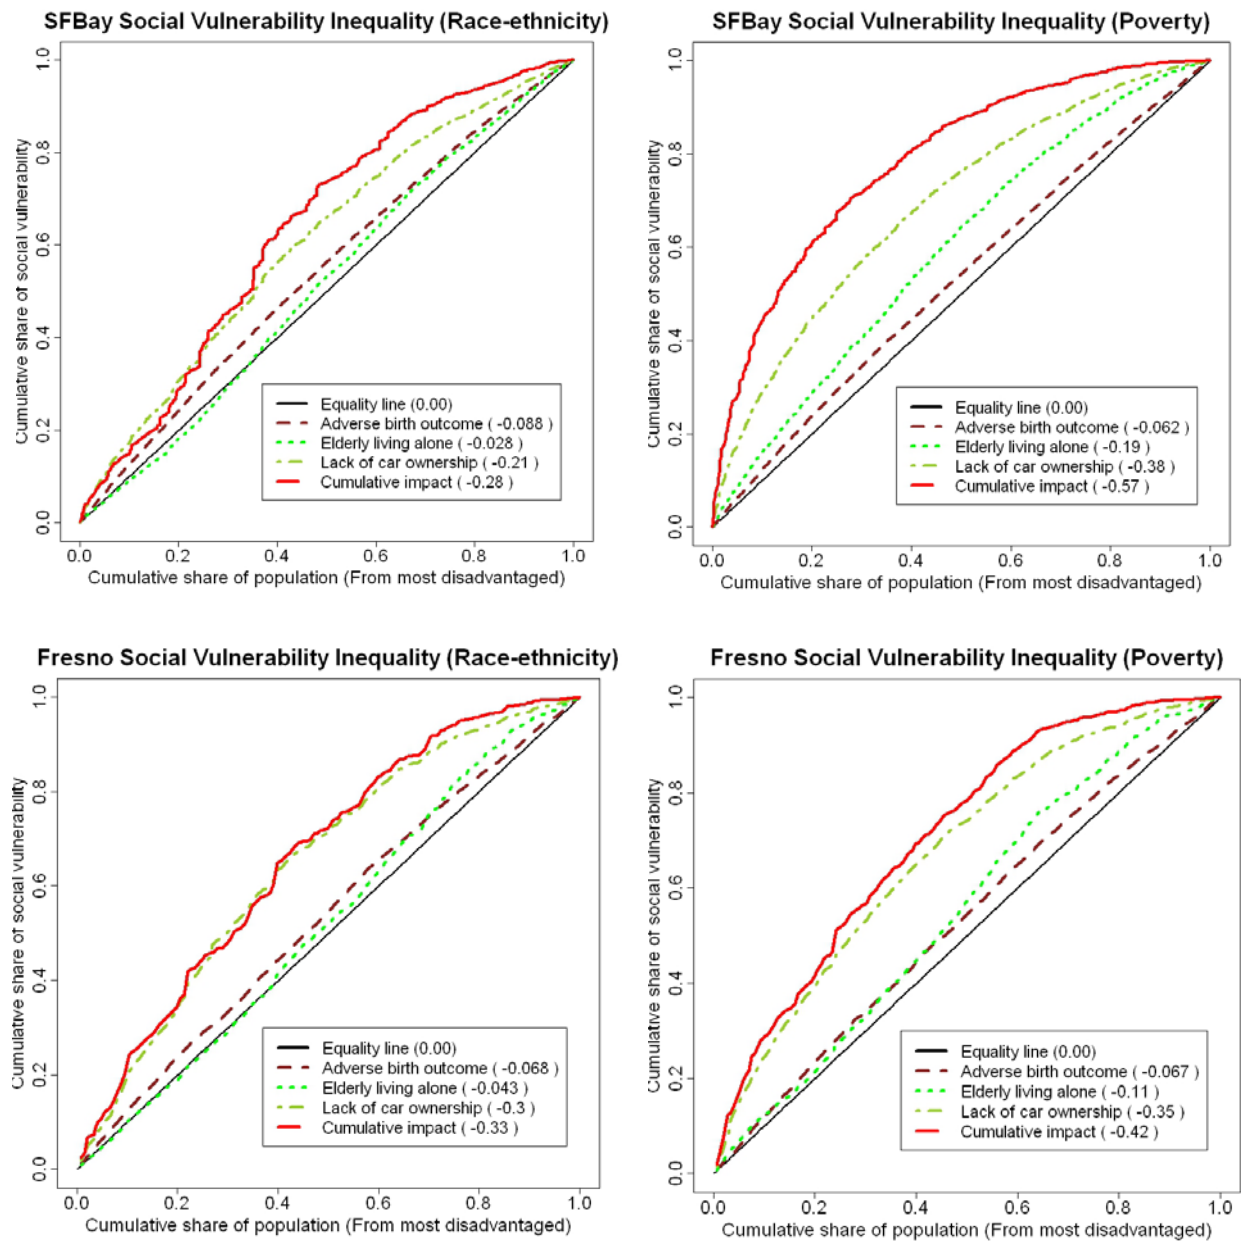 SFBay Social Vulnerability Inequality (Race-ethnicity)
Cumulative share of social vulnerability
1.0
0.8
0.6
0.4
0.2
0.0
Equality line (0.00)
Adverse birth outcome ( -0.088 )
Elderly living alone ( -0.028 )
Lack of car ownership ( -0.21 )
Cumulative impact ( -0.28 )
0.0 0.2 0.4 0.6 0.8 1.0
Cumulative share of population (From most disadvantaged)
SFBay Social Vulnerability Inequality (Poverty)
Cumulative share of social vulnerability
1.0
0.8
0.6
0.4
0.2
0.0
Equality line (0.00)
Adverse birth outcome ( -0.062 )
Elderly living alone ( -0.19 )
Lack of car ownership ( -0.38 )
Cumulative impact ( -0.57 )
0.0 0.2 0.4 0.6 0.8 1.0
Cumulative share of population (From most disadvantaged)
Fresno Social Vulnerability Inequality (Race-ethnicity)
Cumulative share of social vulnerability
1.0
0.8
0.6
0.4
0.2
0.0
Equality line (0.00)
Adverse birth outcome ( -0.068 )
Elderly living alone ( -0.043 )
Lack of car ownership ( -0.3 )
Cumulative impact ( -0.33 )
0.0 0.2 0.4 0.6 0.8 1.0
Cumulative share of population (From most disadvantaged)
Fresno Social Vulnerability Inequality (Poverty)
Cumulative share of social vulnerability
1.0
0.8
0.6
0.4
0.2
0.0
Equality line (0.00)
Adverse birth outcome ( -0.067 )
Elderly living alone ( -0.11 )
Lack of car ownership ( -0.35 )
Cumulative impact ( -0.42 )
0.0 0.2 0.4 0.6 0.8 1.0
Cumulative share of population (From most disadvantaged)